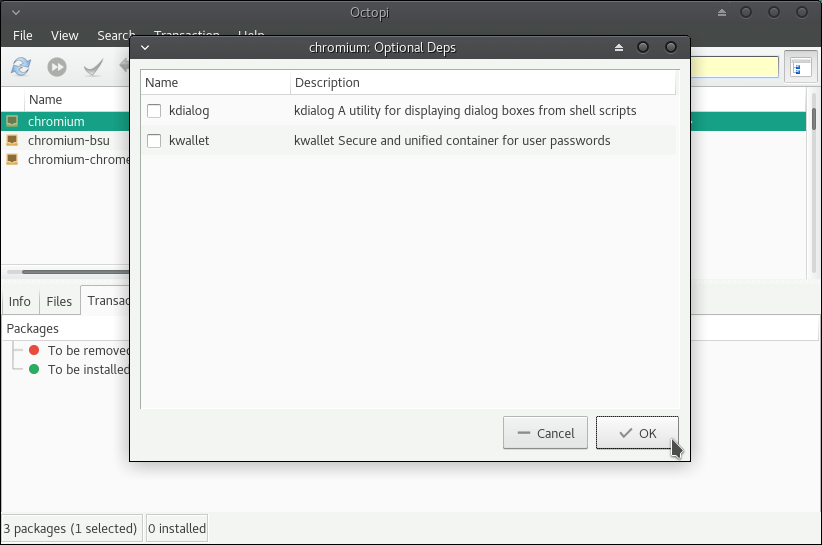 Octopi
File View Search Transaction Help
chromium: Optional Deps
Name Description
kdialog kdialog A utility for displaying dialog boxes from shell scripts
kwallet kwallet Secure and unified container for user passwords
Cancel OK
Name
chromium
chromium-bsu
chromium-chrome
Info Files Transac
Packages
To be removed
To be installed
3 packages (1 selected) 0 installed